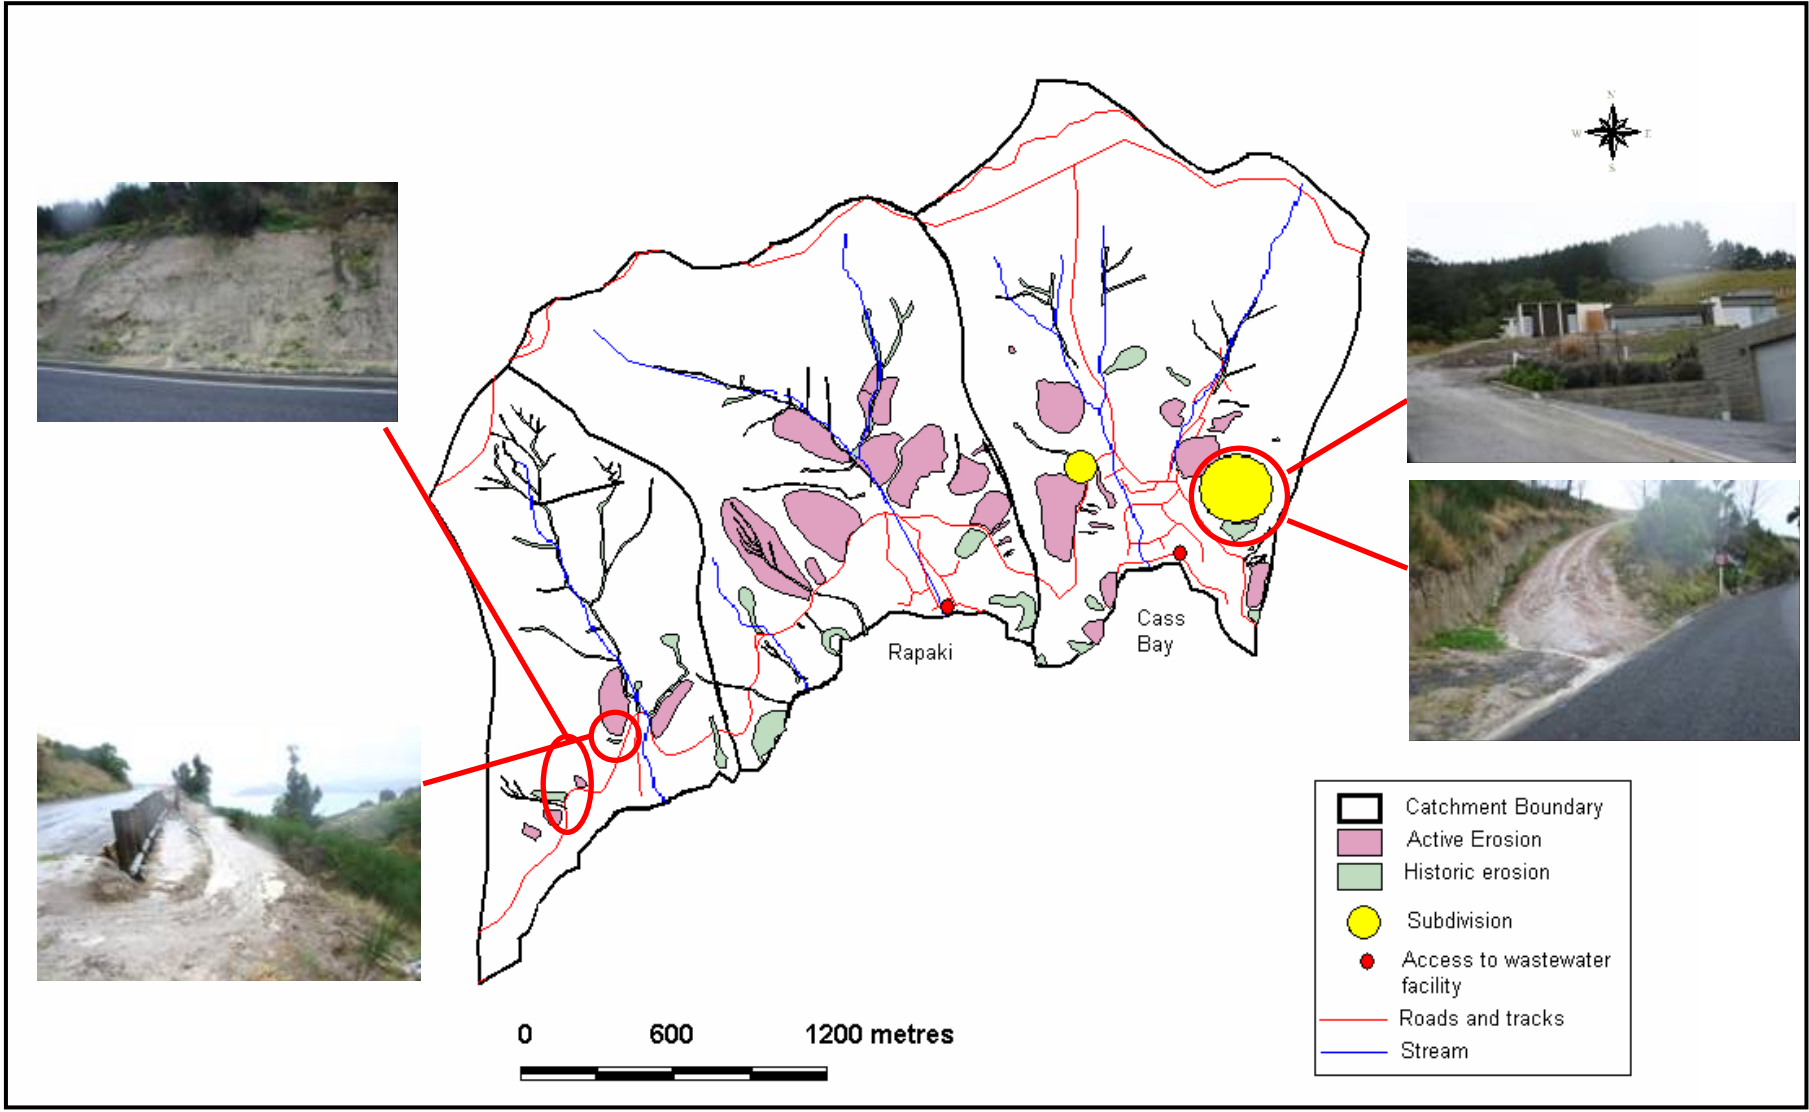 N
W E
S
Rapaki
Cass
Bay
Catchment Boundary
Active Erosion
Historic erosion
Subdivision
Access to wastewater
facility
Roads and tracks
Stream
0 600 1200 metres